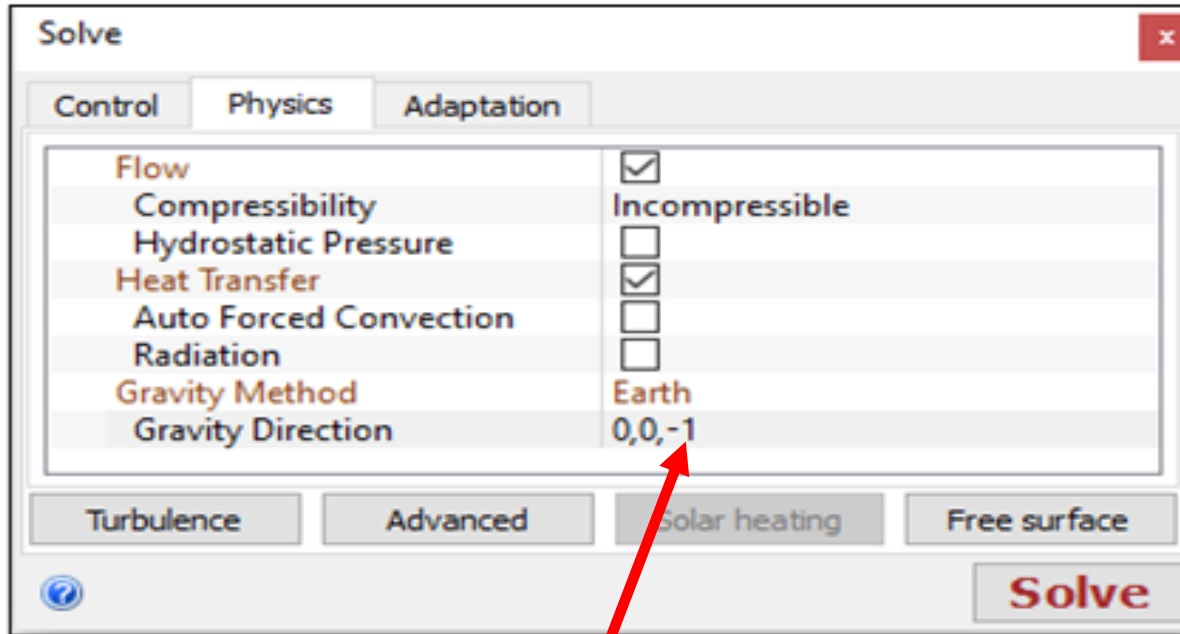 Solve
Control Physics Adaptation
Flow
Compressibility Incompressible
Hydrostatic Pressure
Heat Transfer
Auto Forced Convection
Radiation
Gravity Method Earth
Gravity Direction 0,0,-1
Turbulence Advanced Solar heating Free surface
? Solve